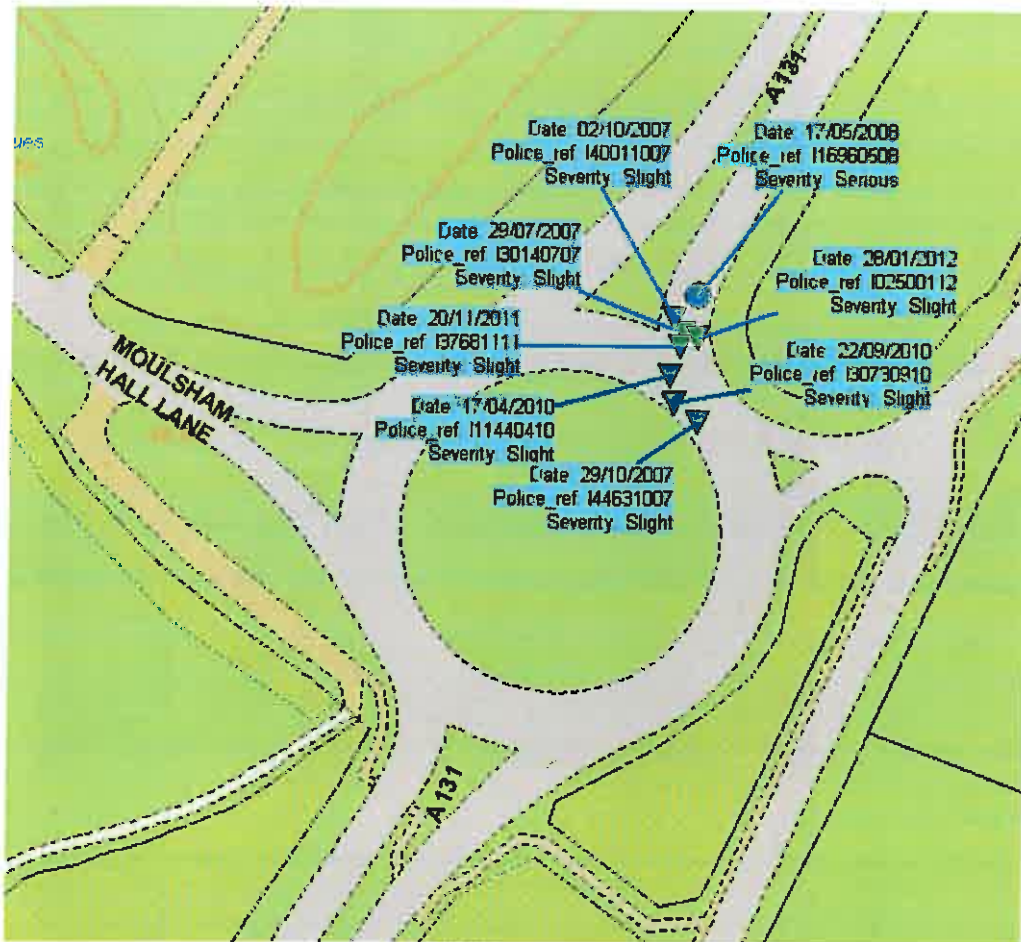 ues
A131
Date 02/10/2007
Police_ref I40011007
Severity Slight
Date 17/05/2008
Police_ref I16960508
Severity Serious
Date 29/07/2007
Police_ref I30140707
Severity Slight
Date 28/01/2012
Police_ref I02500112
Severity Slight
Date 20/11/2011
Police_ref I37681111
Severity Slight
MOULSHAM
HALL LANE
Date 22/09/2010
Police_ref I30730910
Severity Slight
Date 17/04/2010
Police_ref I11440410
Severity Slight
Date 29/10/2007
Police_ref I44631007
Severity Slight
A131